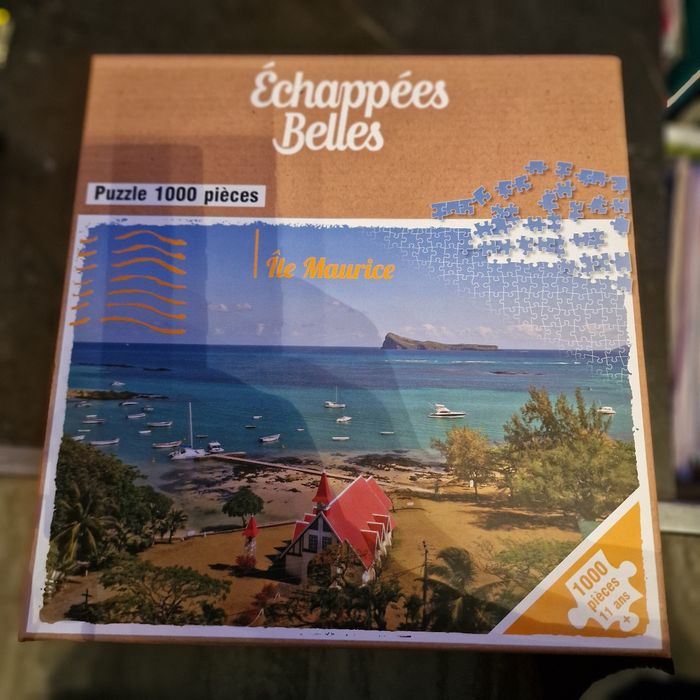 Échappées
Belles
Puzzle 1000 pièces
Île Maurice
1000
pièces
11 ans +